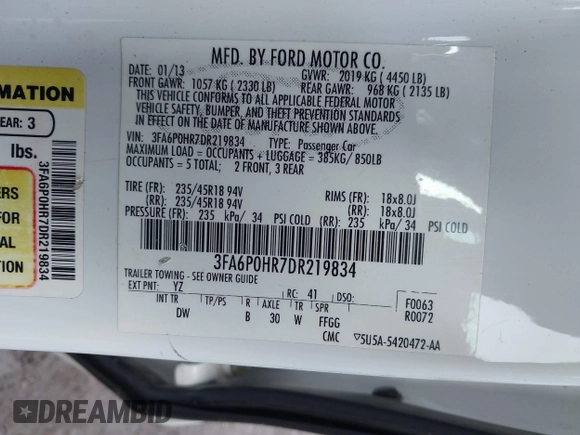 MFD. BY FORD MOTOR CO.
DATE: 01/13 GVWR: 2019 KG ( 4450 LB)
FRONT GAWR: 1057 KG ( 2330 LB) REAR GAWR: 968 KG ( 2135 LB)
THIS VEHICLE CONFORMS TO ALL APPLICABLE FEDERAL MOTOR
VEHICLE SAFETY, BUMPER, AND THEFT PREVENTION STANDARDS
IN EFFECT ON THE DATE OF MANUFACTURE SHOWN ABOVE.
VIN: 3FA6P0HR7DR219834 TYPE: Passenger Car
MAXIMUM LOAD = OCCUPANTS + LUGGAGE = 385KG/850LB
OCCUPANTS = 5 TOTAL; 2 FRONT, 3 REAR
TIRE (FR): 235/45R18 94V RIMS (FR): 18x8.0J
(RR): 235/45R18 94V (RR): 18x8.0J
PRESSURE (FR): 235 kPa/ 34 PSI COLD (RR): 235 kPa/ 34 PSI COLD
3FA6P0HR7DR219834
TRAILER TOWING - SEE OWNER GUIDE
EXT PNT: YZ RC: 41 DSO: F0063
INT TR TP/PS R AXLE TR SPR R0072
DW B 30 W FFGG
CMC ▽5U5A-5420472-AA
RMATION
EAR: 3
lbs.
ERS
FOR
AL
ION
3FA6P0HR7DR219834
DREAMBID